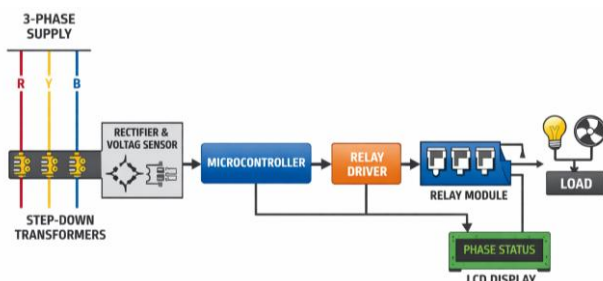 3-PHASE
SUPPLY
R Y B
RECTIFIER &
VOLTAG SENSOR
MICROCONTROLLER
RELAY
DRIVER
RELAY MODULE
LOAD
STEP-DOWN
TRANSFORMERS
PHASE STATUS
LCD DISPLAY